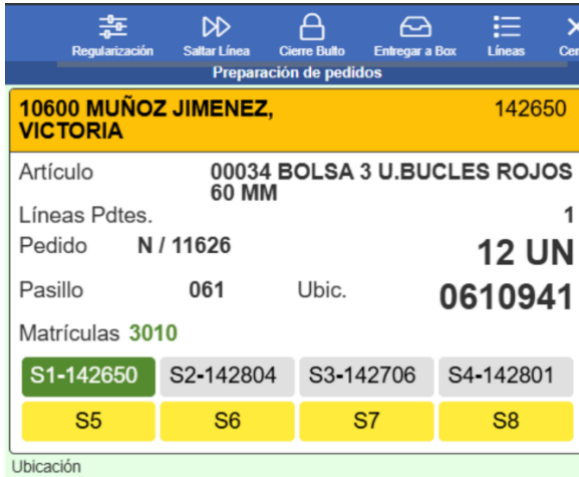 Regularización Saltar Línea Cierre Bulto Entregar a Box Líneas
Preparación de pedidos
10600 MUÑOZ JIMENEZ, 142650
VICTORIA
Artículo 00034 BOLSA 3 U.BUCLES ROJOS
60 MM
Líneas Pdtes. 1
Pedido N / 11626 12 UN
Pasillo 061 Ubic. 0610941
Matrículas 3010
S1-142650 S2-142804 S3-142706 S4-142801
S5 S6 S7 S8
Ubicación